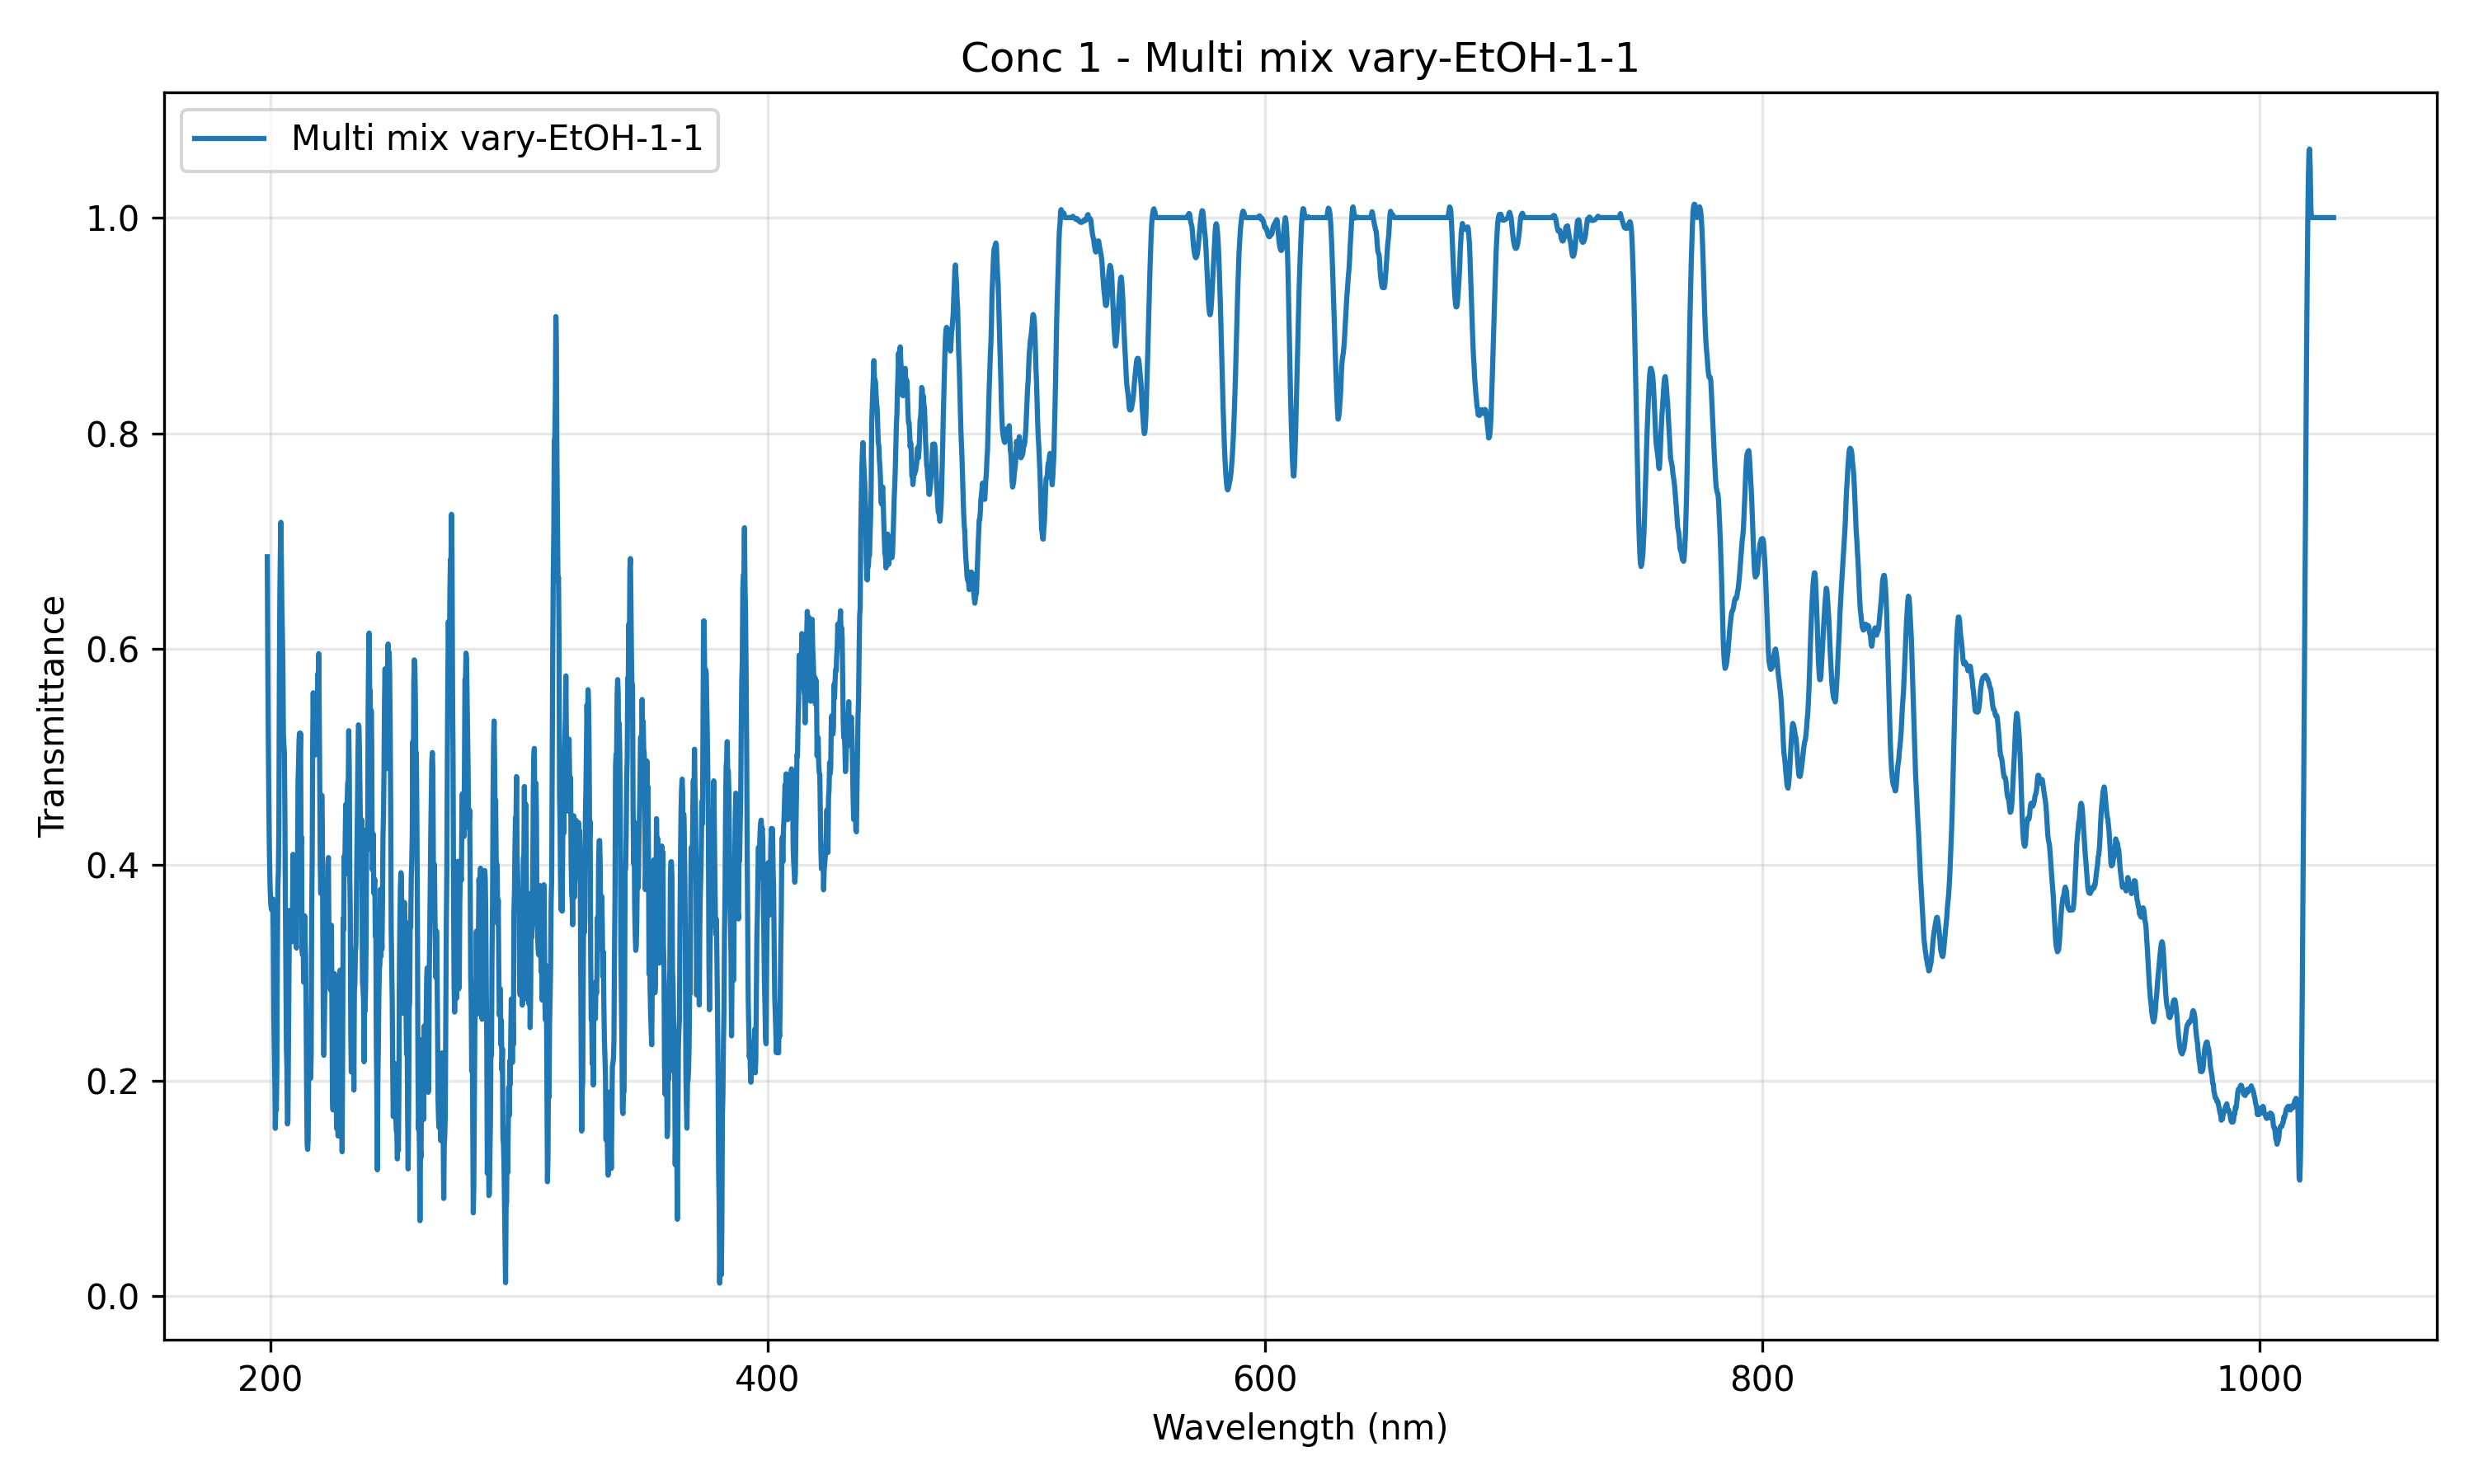 Conc 1 - Multi mix vary-EtOH-1-1
Multi mix vary-EtOH-1-1
Transmittance
1.0
0.8
0.6
0.4
0.2
0.0
200
400
600
800
1000
Wavelength (nm)